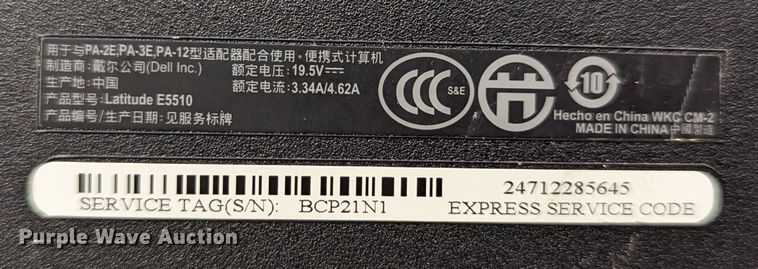 用于与PA-2E,PA-3E,PA-12型适配器配合使用。便携式计算机
制造商：戴尔公司(Dell Inc.) 额定电压：19.5V⎓
生产地：中国 额定电流：3.34A/4.62A
产品型号：Latitude E5510
产品编号/生产日期：见服务标牌
CCC S&E
10
Hecho en China WKC CM-2
MADE IN CHINA 中國製造
24712285645
SERVICE TAG(S/N): BCP21N1 EXPRESS SERVICE CODE
Purple Wave Auction